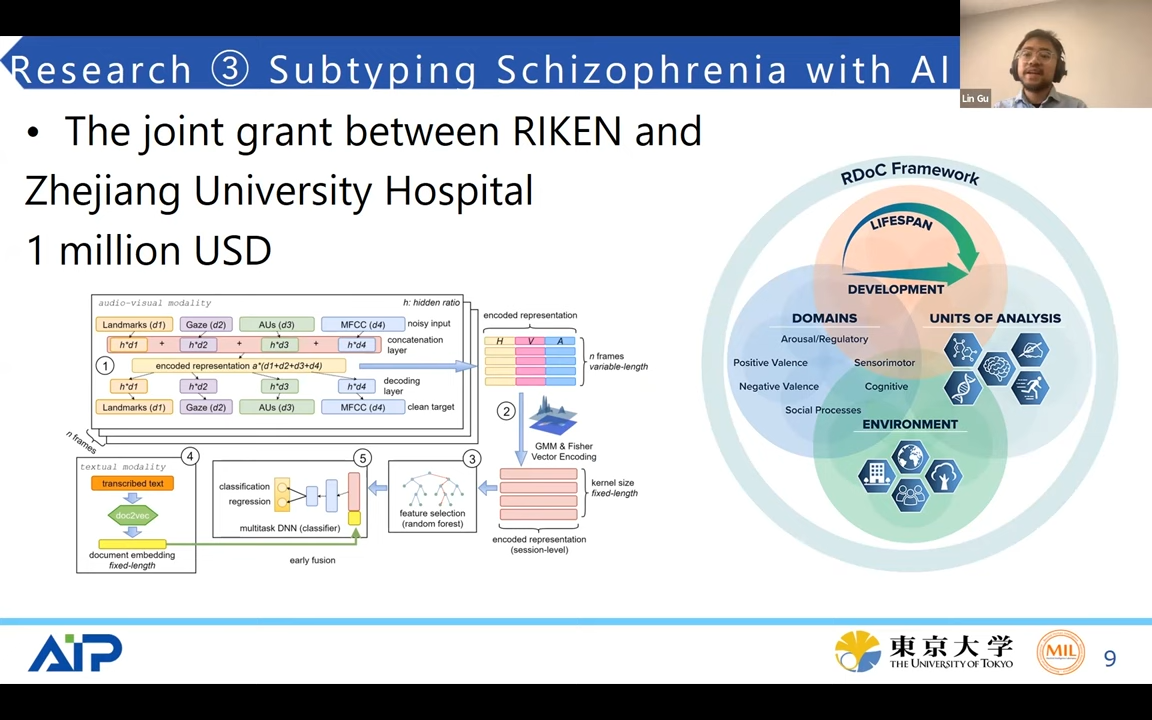 Research ③ Subtyping Schizophrenia with AI
Lin Gu
• The joint grant between RIKEN and
Zhejiang University Hospital
1 million USD
audio-visual modality
h: hidden ratio
Landmarks (d1) Gaze (d2) AUs (d3) MFCC (d4) noisy input
h*d1 + h*d2 + h*d3 + h*d4
concatenation
layer
①
encoded representation a*(d1+d2+d3+d4)
h*d1 h*d2 h*d3 h*d4
decoding
layer
Landmarks (d1) Gaze (d2) AUs (d3) MFCC (d4) clean target
n frames
encoded representation
H V A
n frames
variable-length
②
GMM & Fisher
Vector Encoding
kernel size
fixed-length
encoded representation
(session-level)
③
feature selection
(random forest)
④
textual modality
transcribed text
doc2vec
document embedding
fixed-length
⑤
classification
regression
multitask DNN (classifier)
early fusion
RDoC Framework
LIFESPAN
DEVELOPMENT
DOMAINS
Arousal/Regulatory
Positive Valence
Sensorimotor
Negative Valence
Cognitive
Social Processes
UNITS OF ANALYSIS
ENVIRONMENT
AIP
東京大学
THE UNIVERSITY OF TOKYO
MIL
9